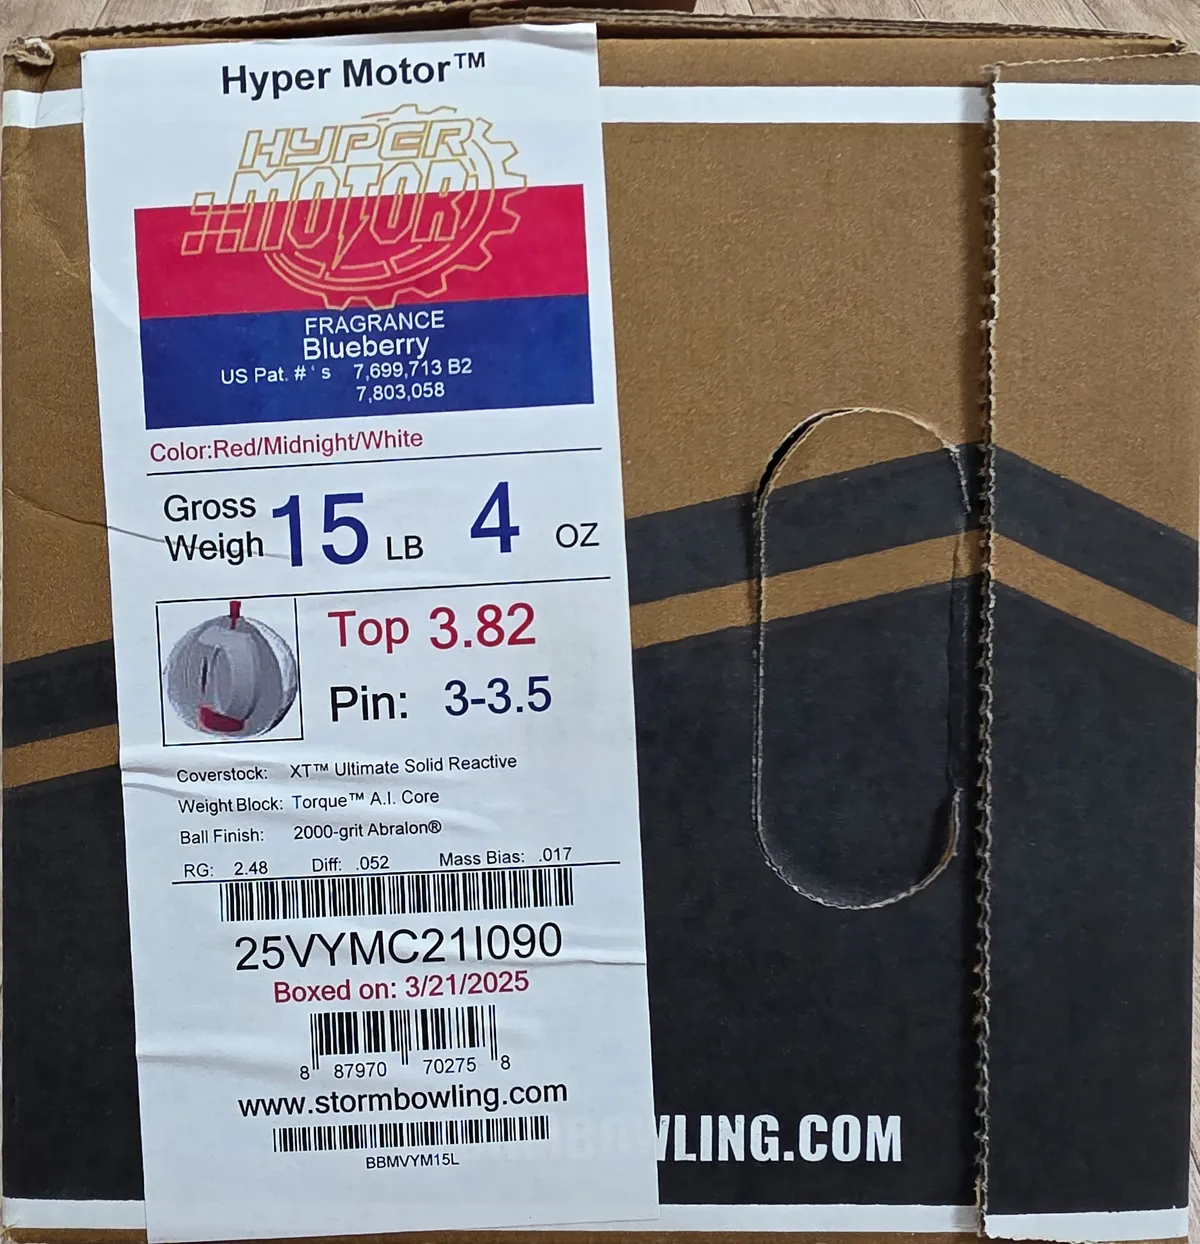 Hyper Motor™
HYPER
MOTOR
FRAGRANCE
Blueberry
US Pat. #'s 7,699,713 B2
7,803,058
Color:Red/Midnight/White
Gross
Weigh 15 LB 4 OZ
Top 3.82
Pin: 3-3.5
Coverstock: XT™ Ultimate Solid Reactive
Weight Block: Torque™ A.I. Core
Ball Finish: 2000-grit Abralon®
RG: 2.48 Diff: .052 Mass Bias: .017
25VYMC21I090
Boxed on: 3/21/2025
8 87970 70275 8
www.stormbowling.com
BBMVYM15L
WLING.COM